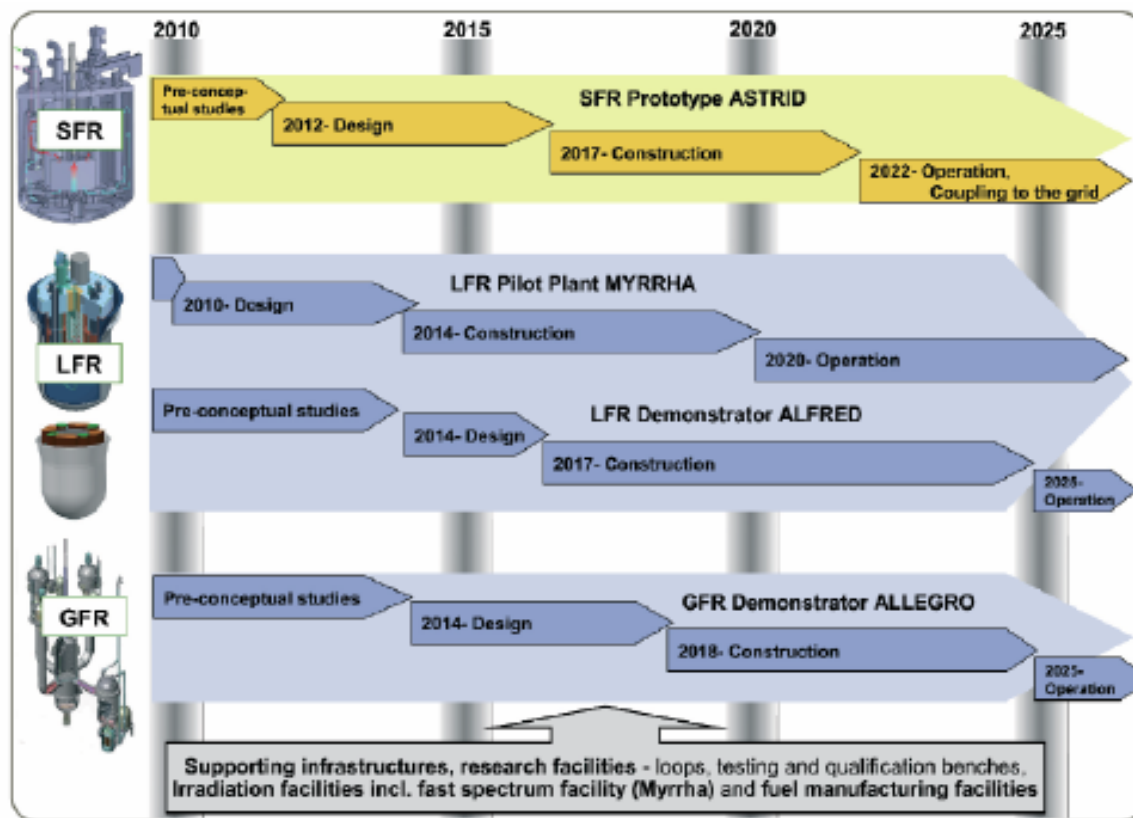 2010 2015 2020 2025
SFR
Pre-concep-
tual studies
SFR Prototype ASTRID
2012- Design
2017- Construction
2022- Operation,
Coupling to the grid
LFR
LFR Pilot Plant MYRRHA
2010- Design
2014- Construction
2020- Operation
Pre-conceptual studies
LFR Demonstrator ALFRED
2014- Design
2017- Construction
2025-
Operation
GFR
Pre-conceptual studies
GFR Demonstrator ALLEGRO
2014- Design
2018- Construction
2025-
Operation
Supporting infrastructures, research facilities - loops, testing and qualification benches,
Irradiation facilities incl. fast spectrum facility (Myrrha) and fuel manufacturing facilities